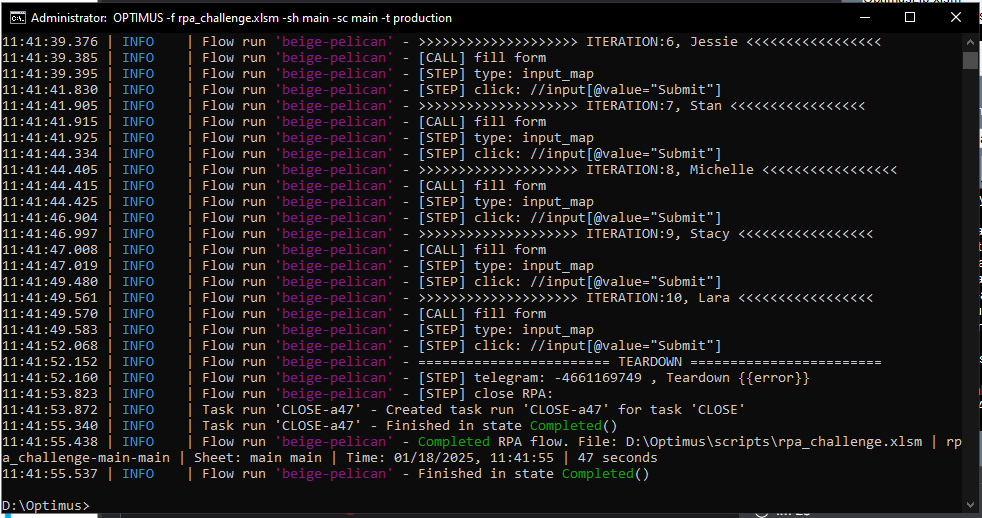 Administrator: OPTIMUS -f rpa_challenge.xlsm -sh main -sc main -t production
11:41:39.376 | INFO    | Flow run 'beige-pelican' - >>>>>>>>>>>>>>>>>>>> ITERATION:6, Jessie <<<<<<<<<<<<<<<<<
11:41:39.385 | INFO    | Flow run 'beige-pelican' - [CALL] fill form
11:41:39.395 | INFO    | Flow run 'beige-pelican' - [STEP] type: input_map
11:41:41.830 | INFO    | Flow run 'beige-pelican' - [STEP] click: //input[@value="Submit"]
11:41:41.905 | INFO    | Flow run 'beige-pelican' - >>>>>>>>>>>>>>>>>>>> ITERATION:7, Stan <<<<<<<<<<<<<<<<<
11:41:41.915 | INFO    | Flow run 'beige-pelican' - [CALL] fill form
11:41:41.925 | INFO    | Flow run 'beige-pelican' - [STEP] type: input_map
11:41:44.334 | INFO    | Flow run 'beige-pelican' - [STEP] click: //input[@value="Submit"]
11:41:44.405 | INFO    | Flow run 'beige-pelican' - >>>>>>>>>>>>>>>>>>>> ITERATION:8, Michelle <<<<<<<<<<<<<<<<<
11:41:44.415 | INFO    | Flow run 'beige-pelican' - [CALL] fill form
11:41:44.425 | INFO    | Flow run 'beige-pelican' - [STEP] type: input_map
11:41:46.904 | INFO    | Flow run 'beige-pelican' - [STEP] click: //input[@value="Submit"]
11:41:46.997 | INFO    | Flow run 'beige-pelican' - >>>>>>>>>>>>>>>>>>>> ITERATION:9, Stacy <<<<<<<<<<<<<<<<<
11:41:47.008 | INFO    | Flow run 'beige-pelican' - [CALL] fill form
11:41:47.019 | INFO    | Flow run 'beige-pelican' - [STEP] type: input_map
11:41:49.480 | INFO    | Flow run 'beige-pelican' - [STEP] click: //input[@value="Submit"]
11:41:49.561 | INFO    | Flow run 'beige-pelican' - >>>>>>>>>>>>>>>>>>>> ITERATION:10, Lara <<<<<<<<<<<<<<<<<
11:41:49.570 | INFO    | Flow run 'beige-pelican' - [CALL] fill form
11:41:49.583 | INFO    | Flow run 'beige-pelican' - [STEP] type: input_map
11:41:52.068 | INFO    | Flow run 'beige-pelican' - [STEP] click: //input[@value="Submit"]
11:41:52.152 | INFO    | Flow run 'beige-pelican' - ======================== TEARDOWN ========================
11:41:52.160 | INFO    | Flow run 'beige-pelican' - [STEP] telegram: -4661169749 , Teardown {{error}}
11:41:53.823 | INFO    | Flow run 'beige-pelican' - [STEP] close RPA:
11:41:53.872 | INFO    | Task run 'CLOSE-a47' - Created task run 'CLOSE-a47' for task 'CLOSE'
11:41:55.340 | INFO    | Task run 'CLOSE-a47' - Finished in state Completed()
11:41:55.438 | INFO    | Flow run 'beige-pelican' - Completed RPA flow. File: D:\Optimus\scripts\rpa_challenge.xlsm | rp
a_challenge-main-main | Sheet: main main | Time: 01/18/2025, 11:41:55 | 47 seconds
11:41:55.537 | INFO    | Flow run 'beige-pelican' - Finished in state Completed()
D:\Optimus>